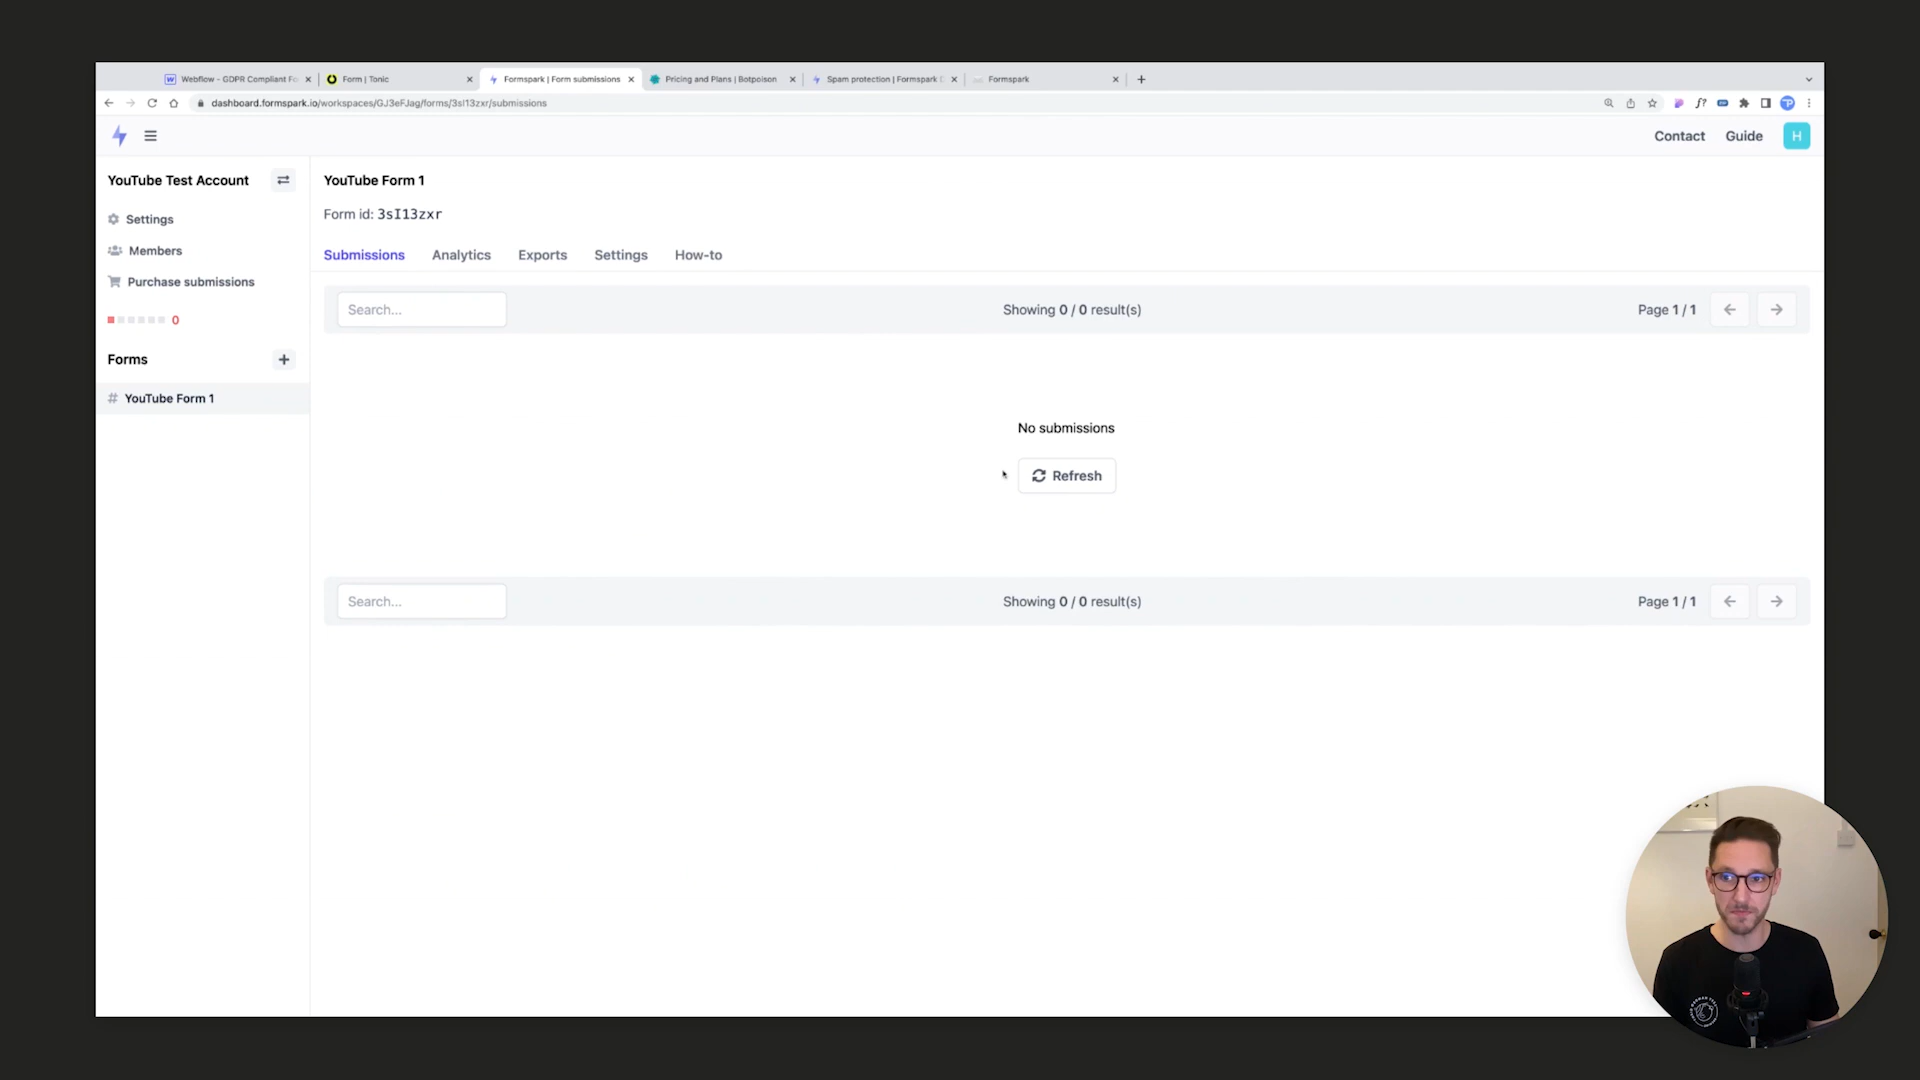 Webflow - GDPR Compliant Fo
Form | Tonic
Formspark | Form submissions
Pricing and Plans | Botpoison
Spam protection | Formspark D
Formspark
dashboard.formspark.io/workspaces/GJ3eFJag/forms/3sI13zxr/submissions
Contact
Guide
H
YouTube Test Account
Settings
Members
Purchase submissions
0
Forms
# YouTube Form 1
YouTube Form 1
Form id: 3sI13zxr
Submissions
Analytics
Exports
Settings
How-to
Search...
Showing 0 / 0 result(s)
Page 1 / 1
No submissions
Refresh
Search...
Showing 0 / 0 result(s)
Page 1 / 1